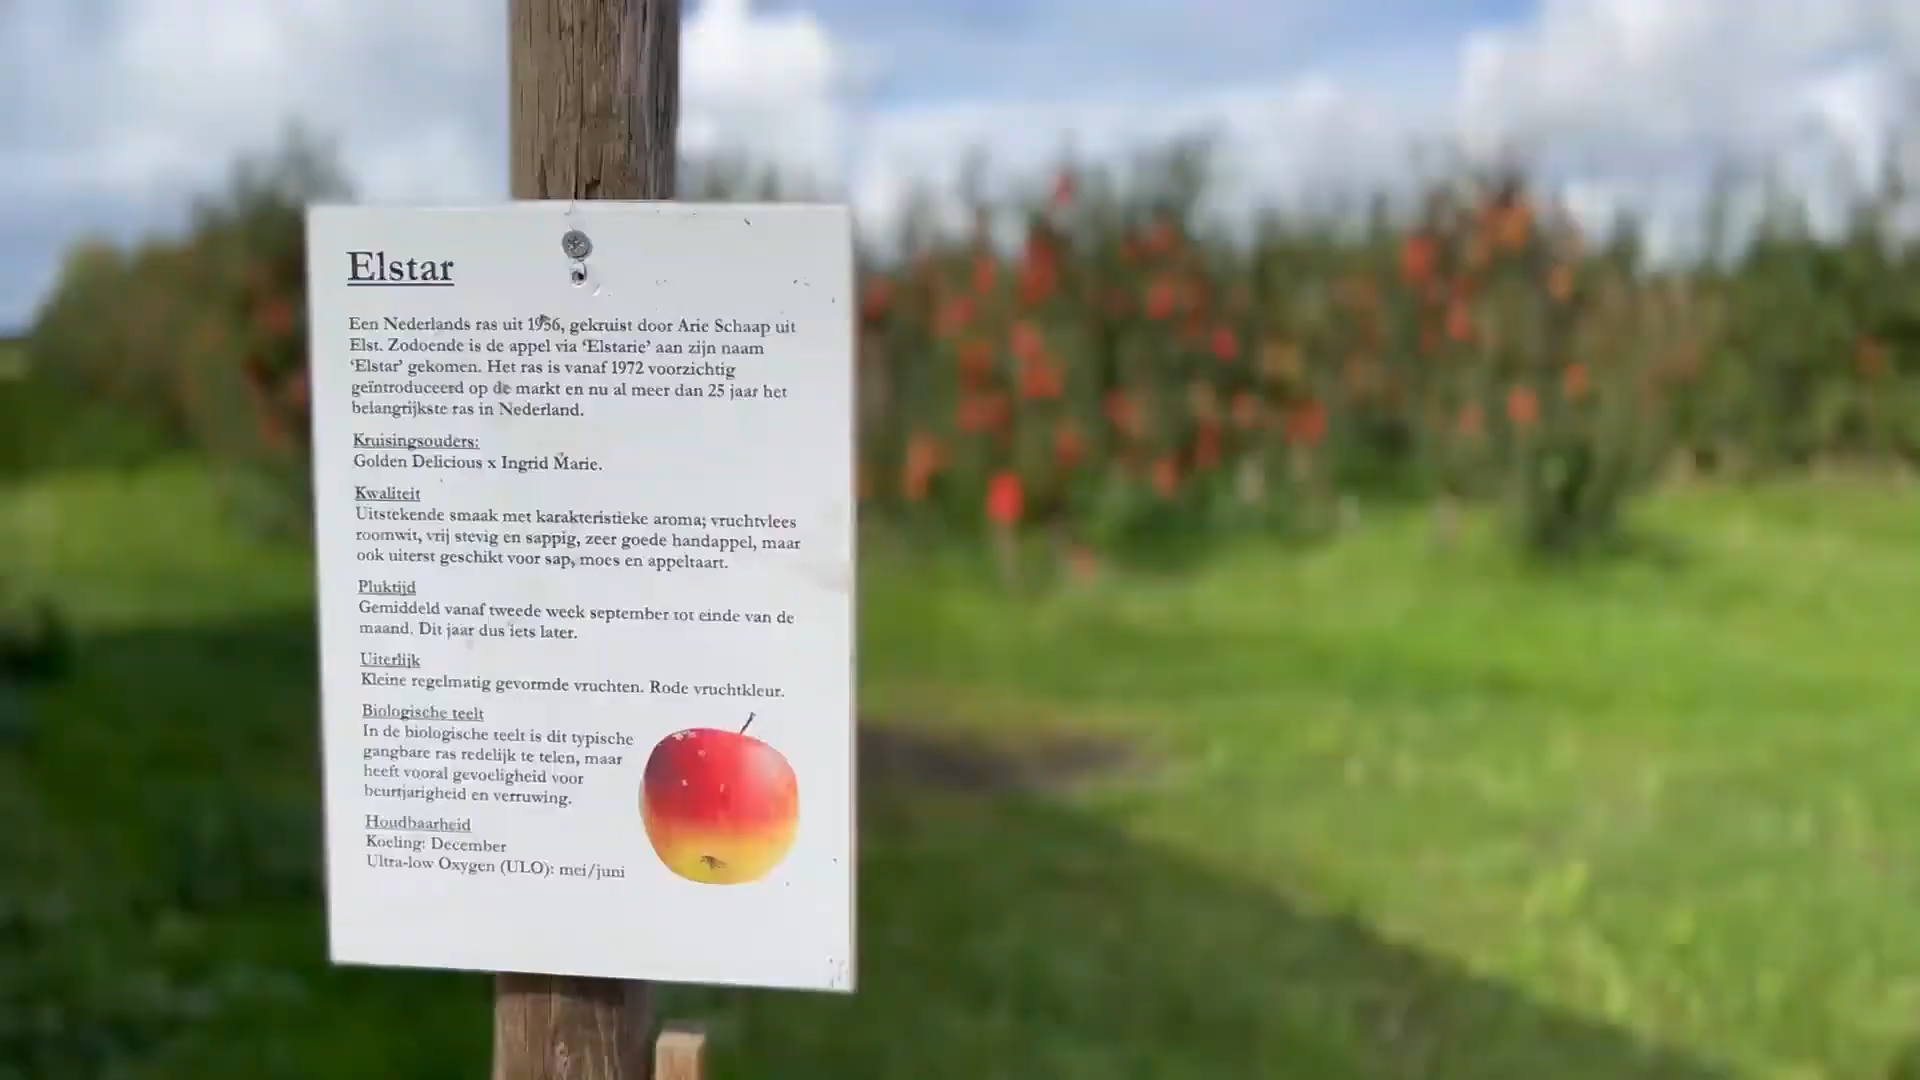 Elstar
Een Nederlands ras uit 1956, gekruist door Arie Schaap uit
Elst. Zodoende is de appel via ‘Elstarie’ aan zijn naam
‘Elstar’ gekomen. Het ras is vanaf 1972 voorzichtig
geïntroduceerd op de markt en nu al meer dan 25 jaar het
belangrijkste ras in Nederland.
Kruisingsouders:
Golden Delicious x Ingrid Marie.
Kwaliteit
Uitstekende smaak met karakteristieke aroma; vruchtvlees
roomwit, vrij stevig en sappig, zeer goede handappel, maar
ook uiterst geschikt voor sap, moes en appeltaart.
Pluktijd
Gemiddeld vanaf tweede week september tot einde van de
maand. Dit jaar dus iets later.
Uiterlijk
Kleine regelmatig gevormde vruchten. Rode vruchtkleur.
Biologische teelt
In de biologische teelt is dit typische
gangbare ras redelijk te telen, maar
heeft vooral gevoeligheid voor
beurtjarigheid en verruwing.
Houdbaarheid
Koeling: December
Ultra-low Oxygen (ULO): mei/juni